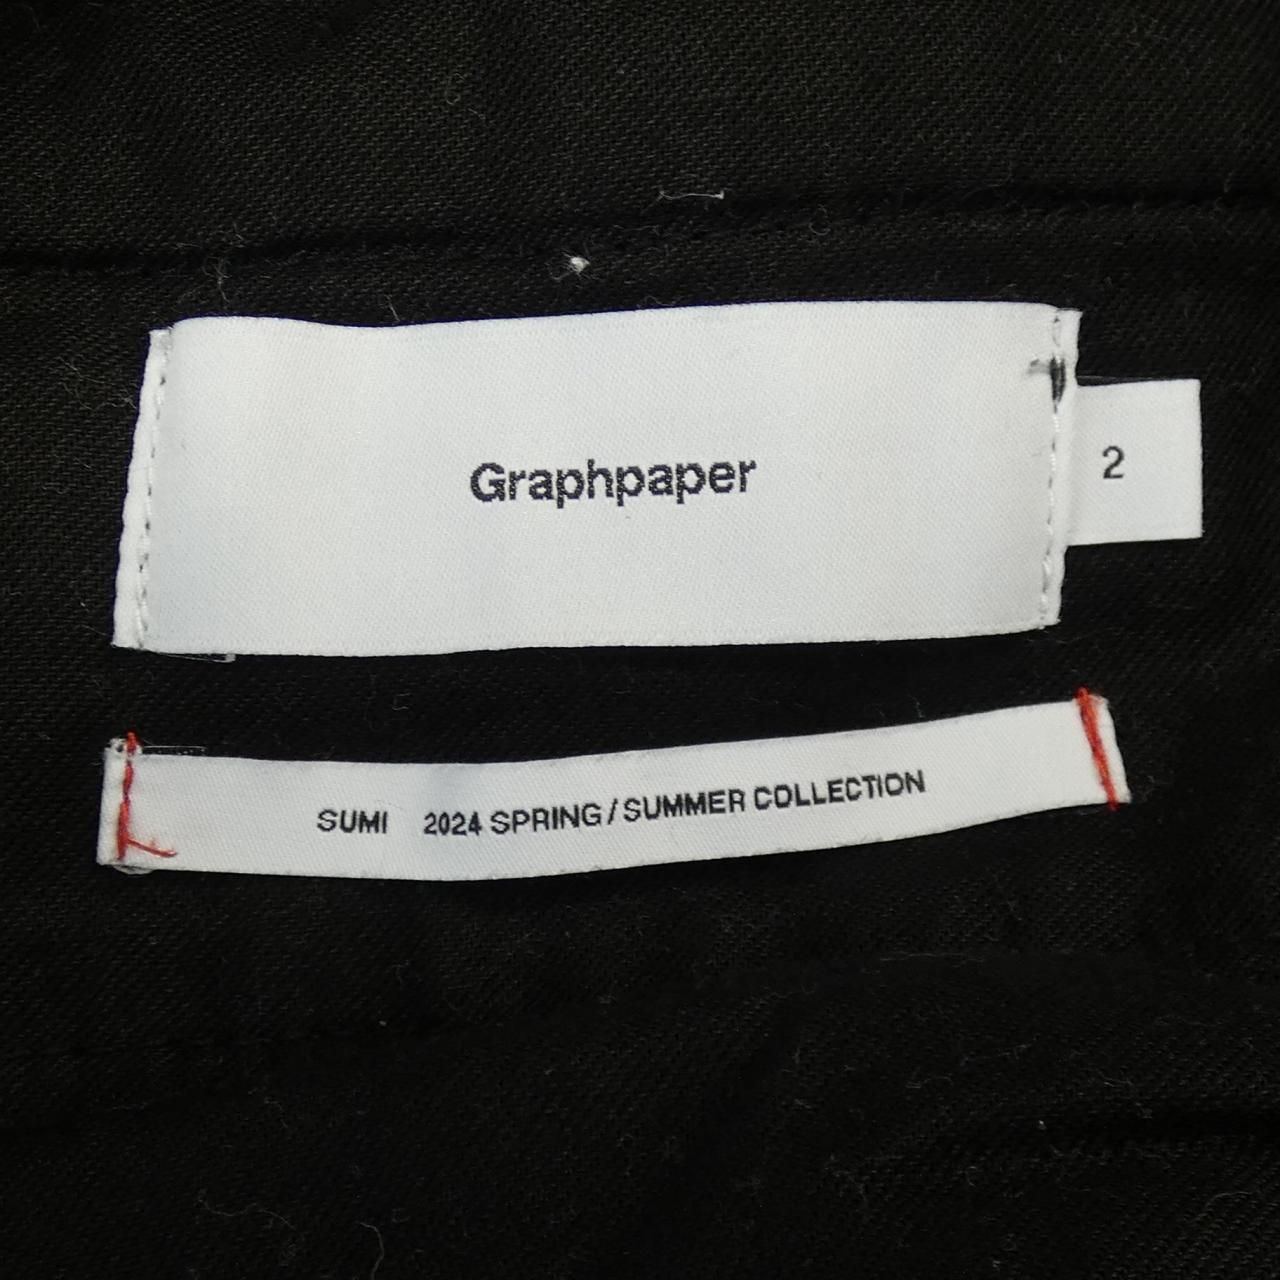 Graphpaper
2
SUMI 2024 SPRING / SUMMER COLLECTION